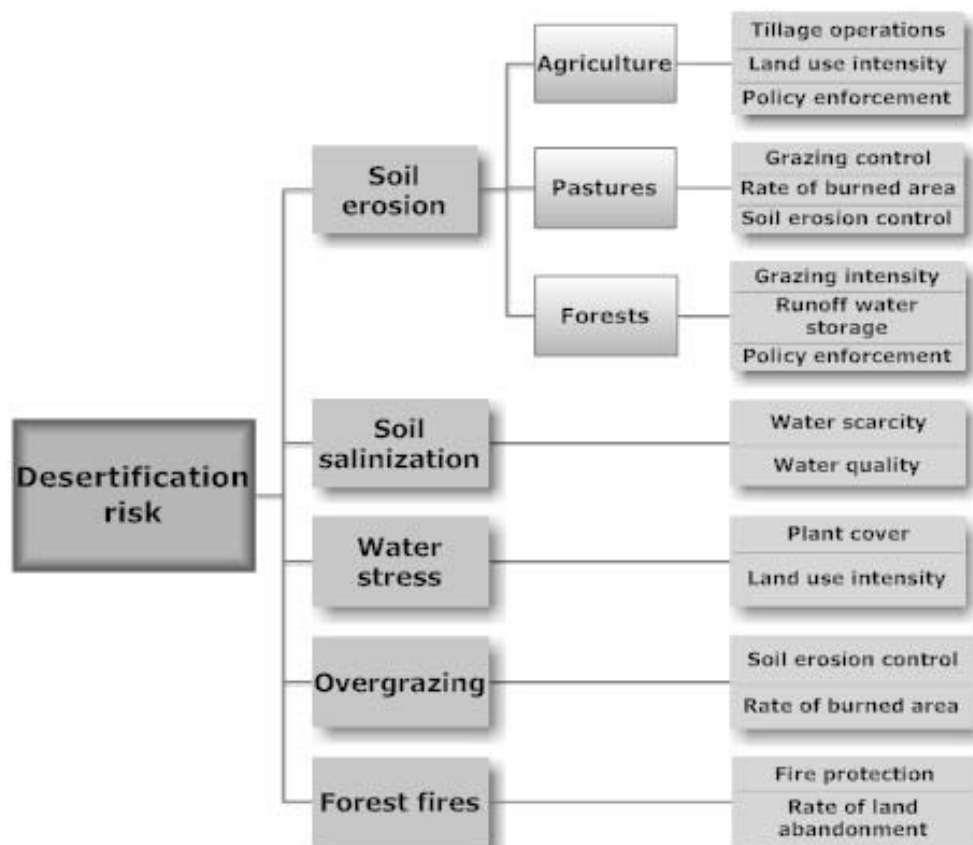 Desertification
risk
Soil
erosion
Agriculture
Tillage operations
Land use intensity
Policy enforcement
Pastures
Grazing control
Rate of burned area
Soil erosion control
Forests
Grazing intensity
Runoff water
storage
Policy enforcement
Soil
salinization
Water scarcity
Water quality
Water
stress
Plant cover
Land use intensity
Overgrazing
Soil erosion control
Rate of burned area
Forest fires
Fire protection
Rate of land
abandonment